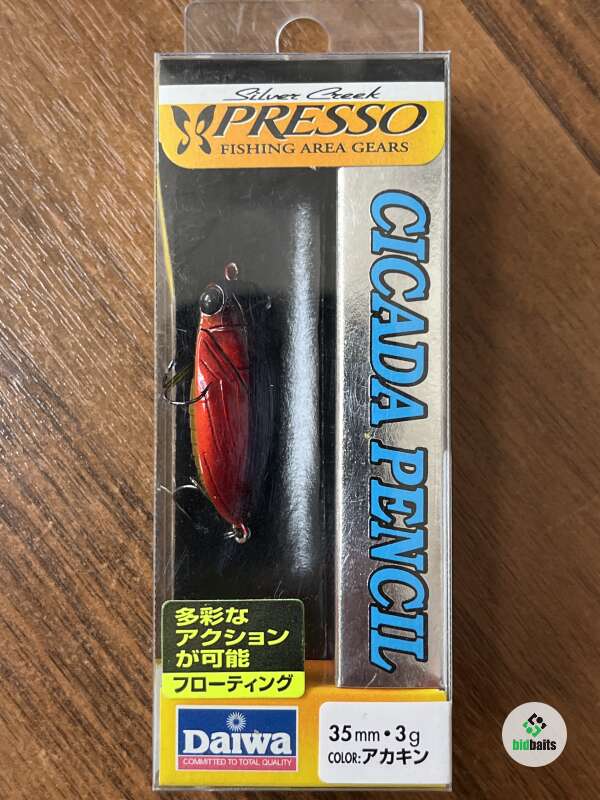 Silver Creek
PRESSO
FISHING AREA GEARS
CICADA PENCIL
多彩な
アクション
が可能
フローティング
Daiwa
COMMITTED TO TOTAL QUALITY
35mm・3g
COLOR:アカキン
bidbaits